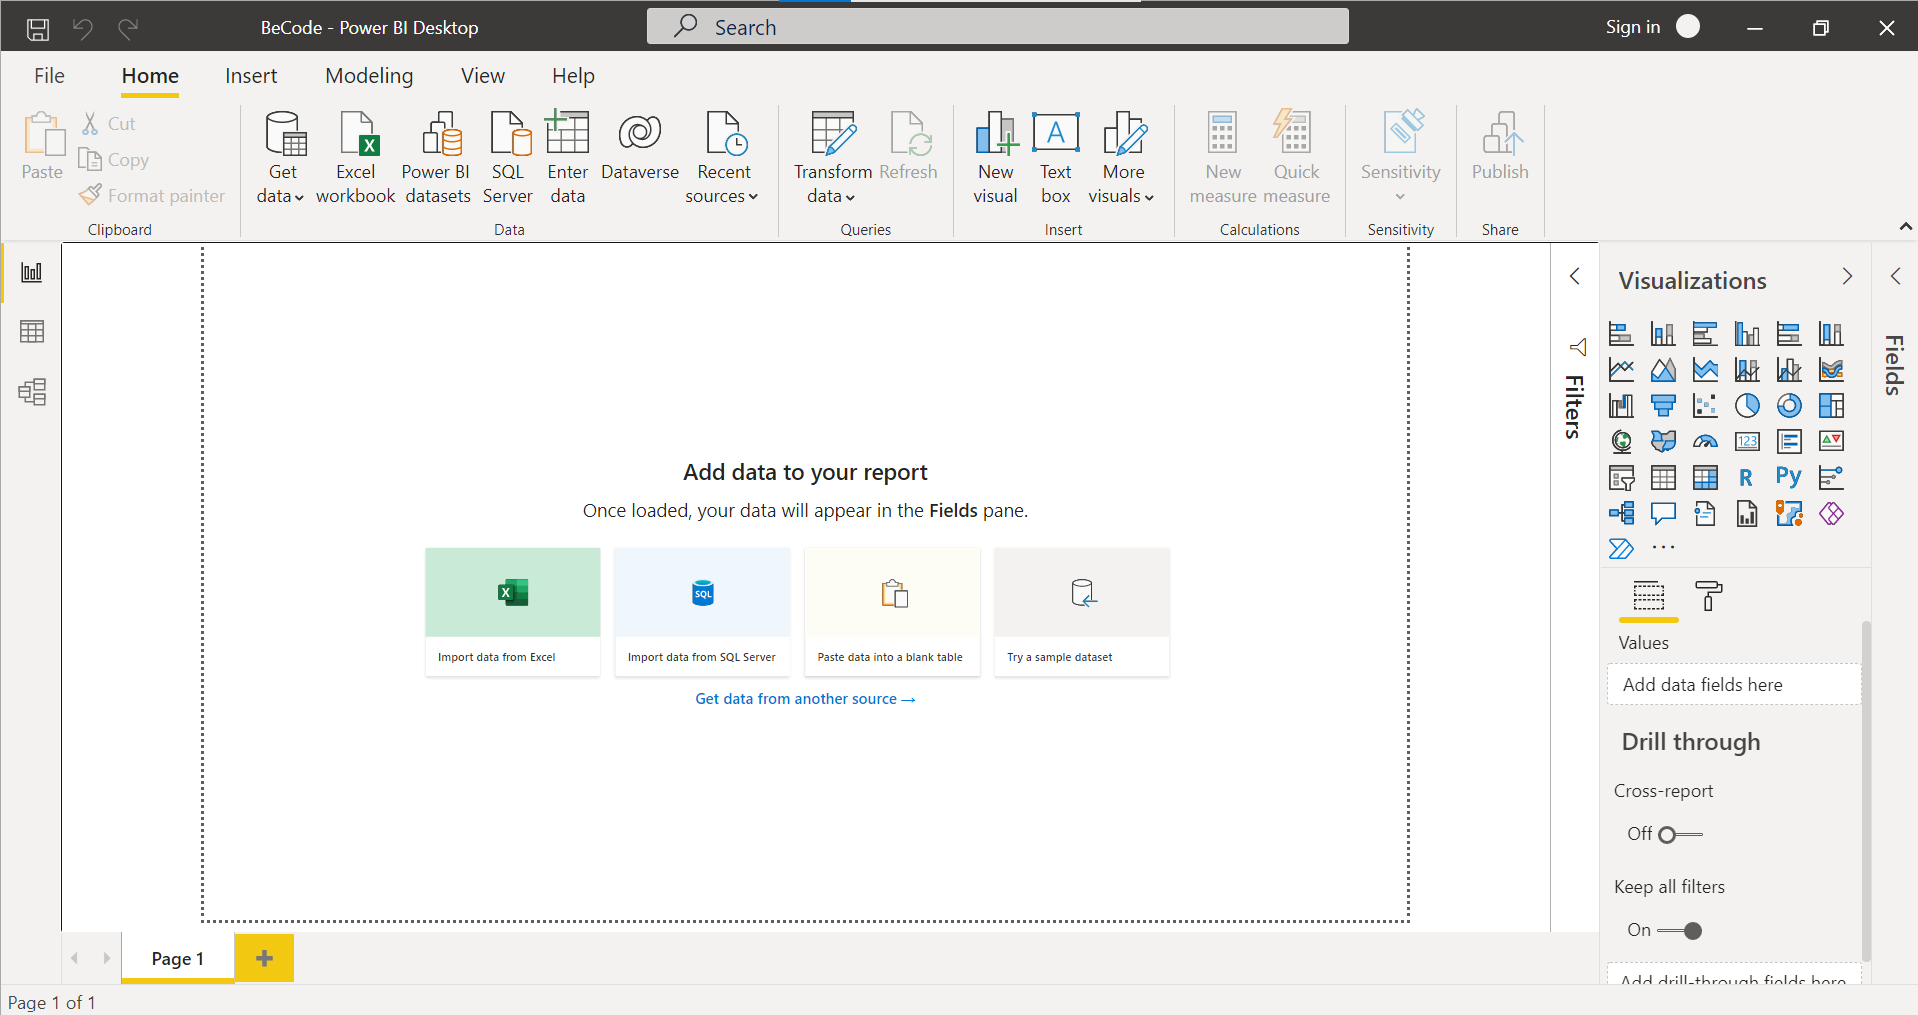 BeCode - Power BI Desktop
Search
Sign in
File Home Insert Modeling View Help
Paste
Cut
Copy
Format painter
Clipboard
Get data
Excel workbook
Power BI datasets
SQL Server
Enter data
Dataverse
Recent sources
Data
Transform data
Refresh
Queries
New visual
A
Text box
More visuals
Insert
New measure
Quick measure
Calculations
Sensitivity
Sensitivity
Publish
Share
Add data to your report
Once loaded, your data will appear in the Fields pane.
X
Import data from Excel
SQL
Import data from SQL Server
Paste data into a blank table
Try a sample dataset
Get data from another source →
Filters
Visualizations
123
R
Py
...
Values
Add data fields here
Drill through
Cross-report
Off
Keep all filters
On
Add drill-through fields here
Fields
Page 1
+
Page 1 of 1